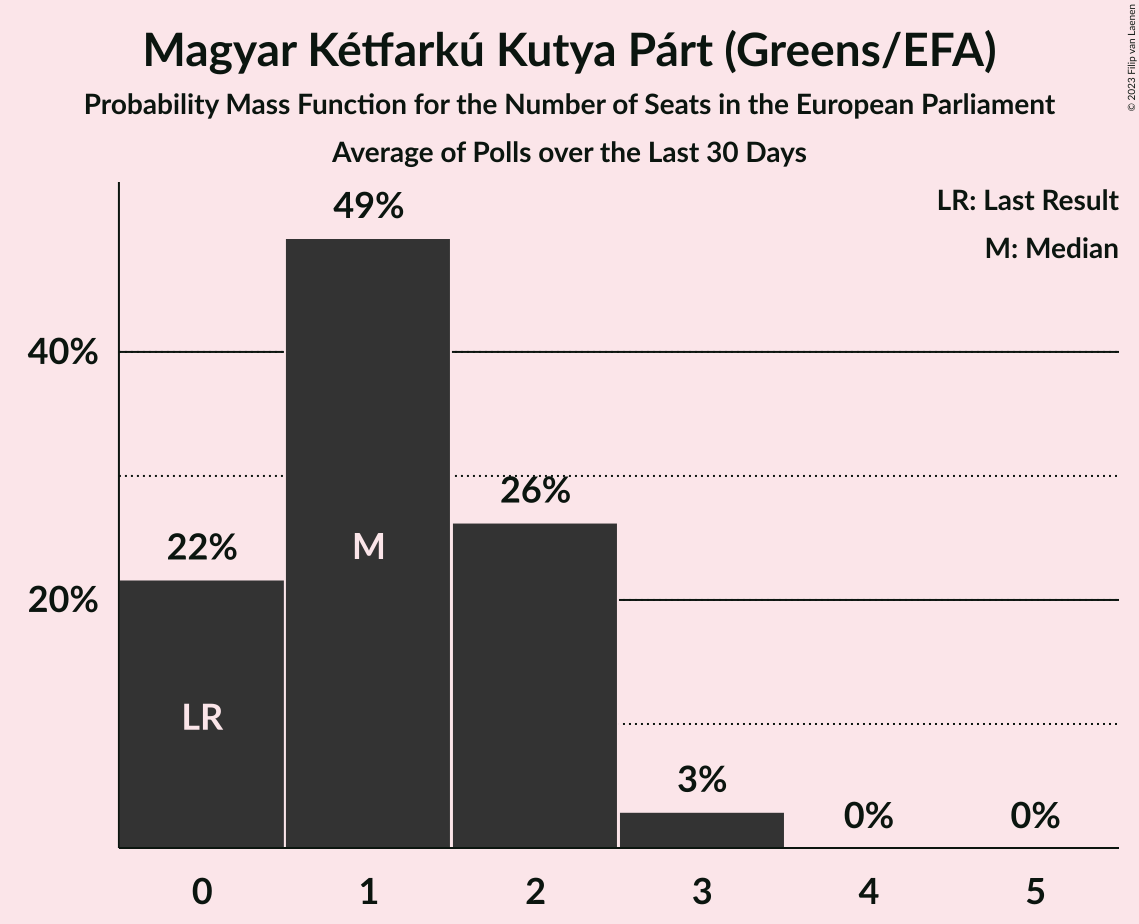 Magyar Kétfarkú Kutya Párt (Greens/EFA)
Probability Mass Function for the Number of Seats in the European Parliament
Average of Polls over the Last 30 Days
© 2023 Filip van Laenen
LR: Last Result
M: Median
49%
40%
26%
22%
M
20%
LR
3%
0%
0%
0 1 2 3 4 5